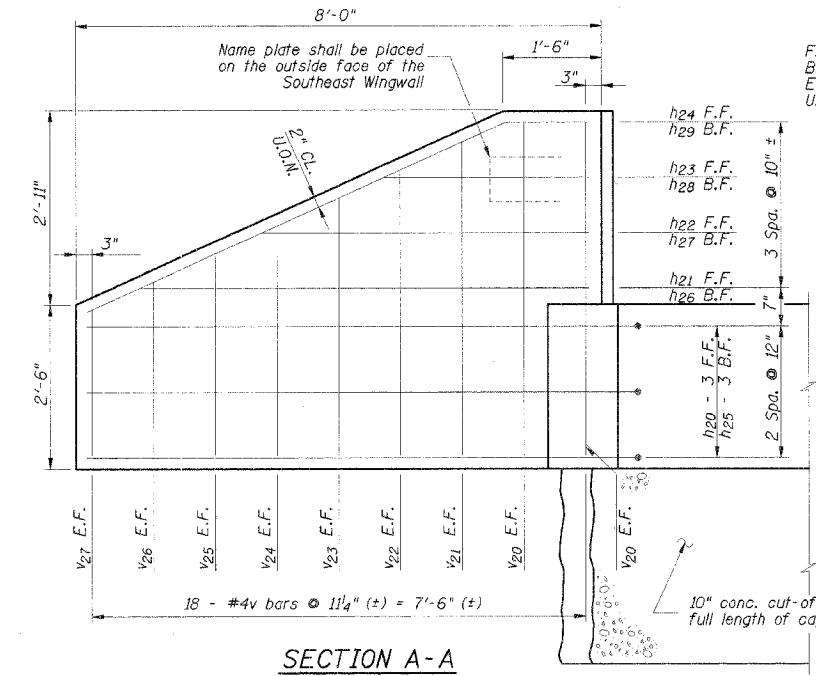 8'-0"
Name plate shall be placed
on the outside face of the
Southeast Wingwall
1'-6"
3"
h24 F.F.
h29 B.F.
2" CL.
U.O.N.
h23 F.F.
h28 B.F.
3 Spa. @ 10" ±
2'-11"
h22 F.F.
h27 B.F.
3"
h21 F.F.
h26 B.F.
7"
2'-6"
h20 - 3 F.F.
h25 - 3 B.F.
2 Spa. @ 12"
v27 E.F.
v26 E.F.
v25 E.F.
v24 E.F.
v23 E.F.
v22 E.F.
v21 E.F.
v20 E.F.
v20 E.F.
18 - #4v bars @ 11¼" (±) = 7'-6" (±)
10" conc. cut-of
full length of ca
SECTION A-A